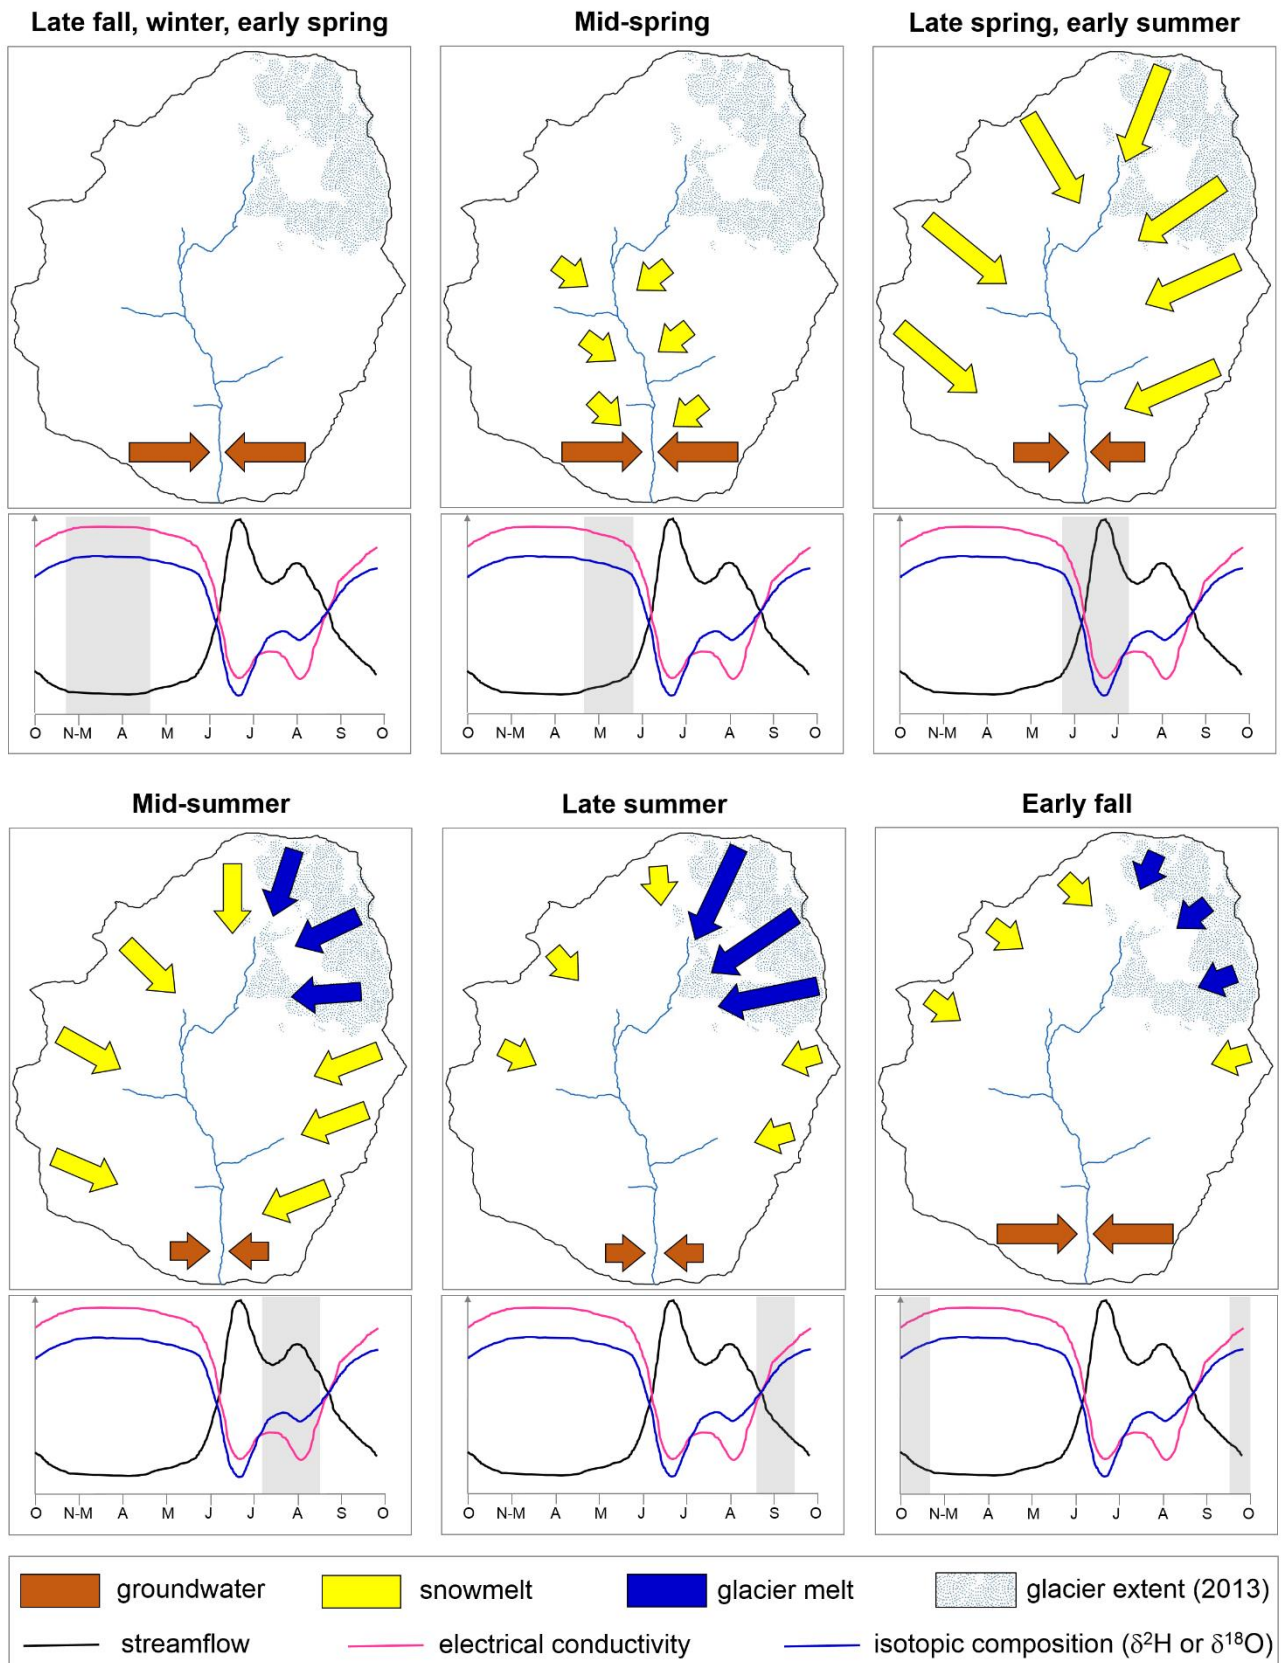 Late fall, winter, early spring
Mid-spring
Late spring, early summer
O N-M A M J J A S O
O N-M A M J J A S O
O N-M A M J J A S O
Mid-summer
Late summer
Early fall
O N-M A M J J A S O
O N-M A M J J A S O
O N-M A M J J A S O
groundwater
snowmelt
glacier melt
glacier extent (2013)
streamflow
electrical conductivity
isotopic composition (δ²H or δ¹⁸O)